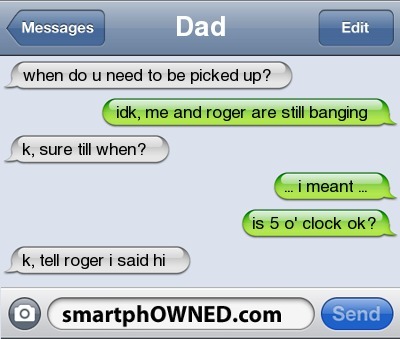 Messages
Dad
Edit
when do u need to be picked up?
idk, me and roger are still banging
k, sure till when?
... i meant ...
is 5 o' clock ok?
k, tell roger i said hi
smartphOWNED.com
Send